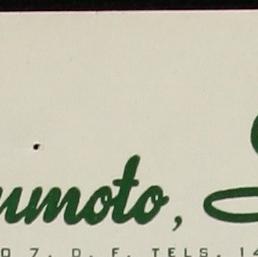 umoto, S
O 7, D. F. TELS. 14